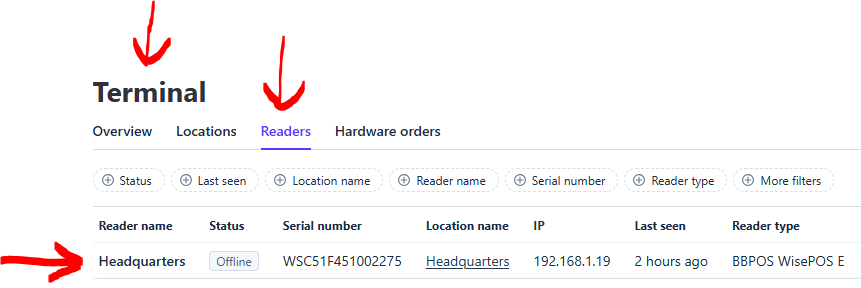 Terminal
Overview Locations Readers Hardware orders
Status Last seen Location name Reader name Serial number Reader type More filters
Reader name Status Serial number Location name IP Last seen Reader type
Headquarters Offline WSC51F451002275 Headquarters 192.168.1.19 2 hours ago BBPOS WisePOS E